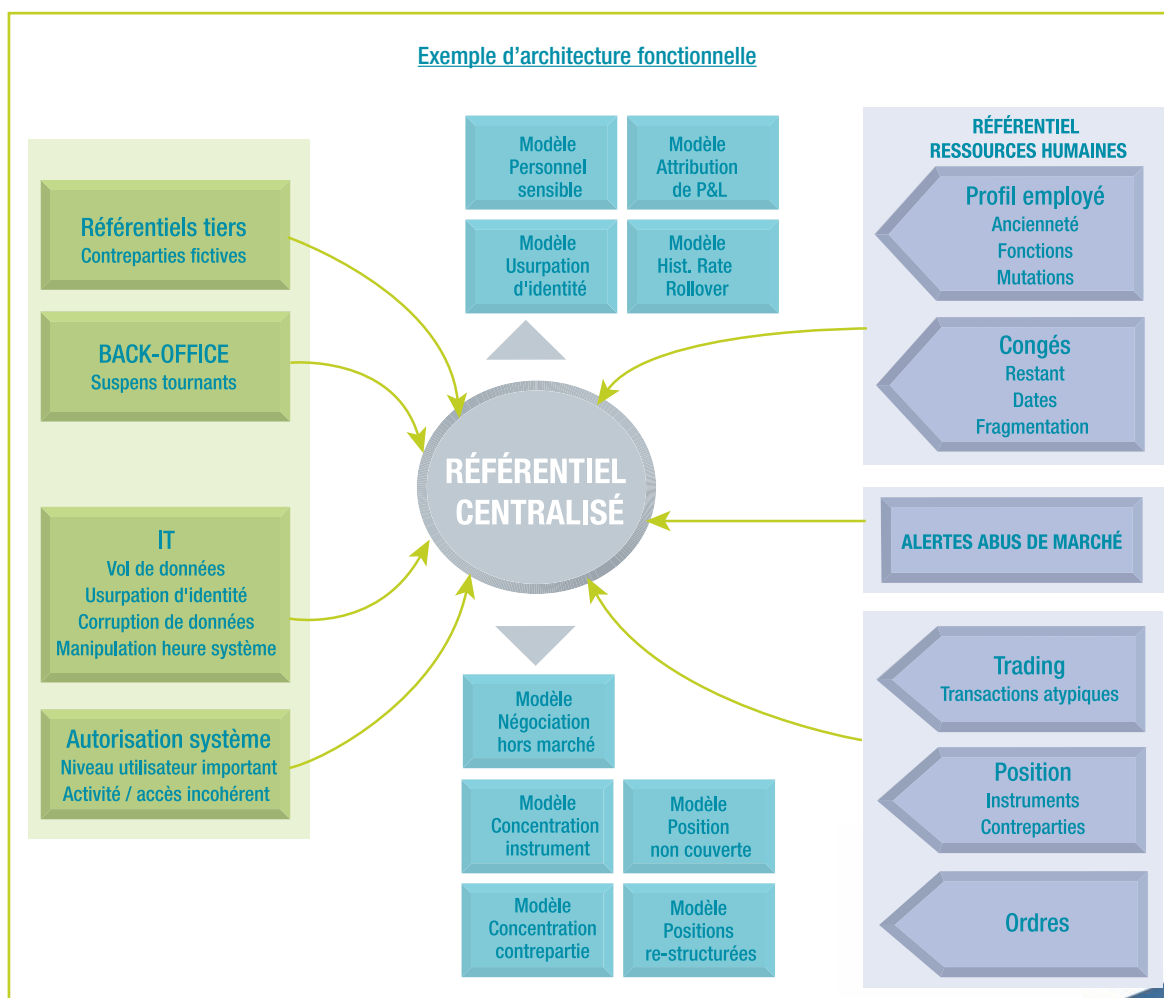 Exemple d'architecture fonctionnelle
Référentiels tiers
Contreparties fictives
BACK-OFFICE
Suspens tournants
IT
Vol de données
Usurpation d'identité
Corruption de données
Manipulation heure système
Autorisation système
Niveau utilisateur important
Activité / accès incohérent
Modèle
Personnel
sensible
Modèle
Attribution
de P&L
Modèle
Usurpation
d'identité
Modèle
Hist. Rate
Rollover
RÉFÉRENTIEL
CENTRALISÉ
Modèle
Négociation
hors marché
Modèle
Concentration
instrument
Modèle
Position
non couverte
Modèle
Concentration
contrepartie
Modèle
Positions
re-structurées
RÉFÉRENTIEL
RESSOURCES HUMAINES
Profil employé
Ancienneté
Fonctions
Mutations
Congés
Restant
Dates
Fragmentation
ALERTES ABUS DE MARCHÉ
Trading
Transactions atypiques
Position
Instruments
Contreparties
Ordres